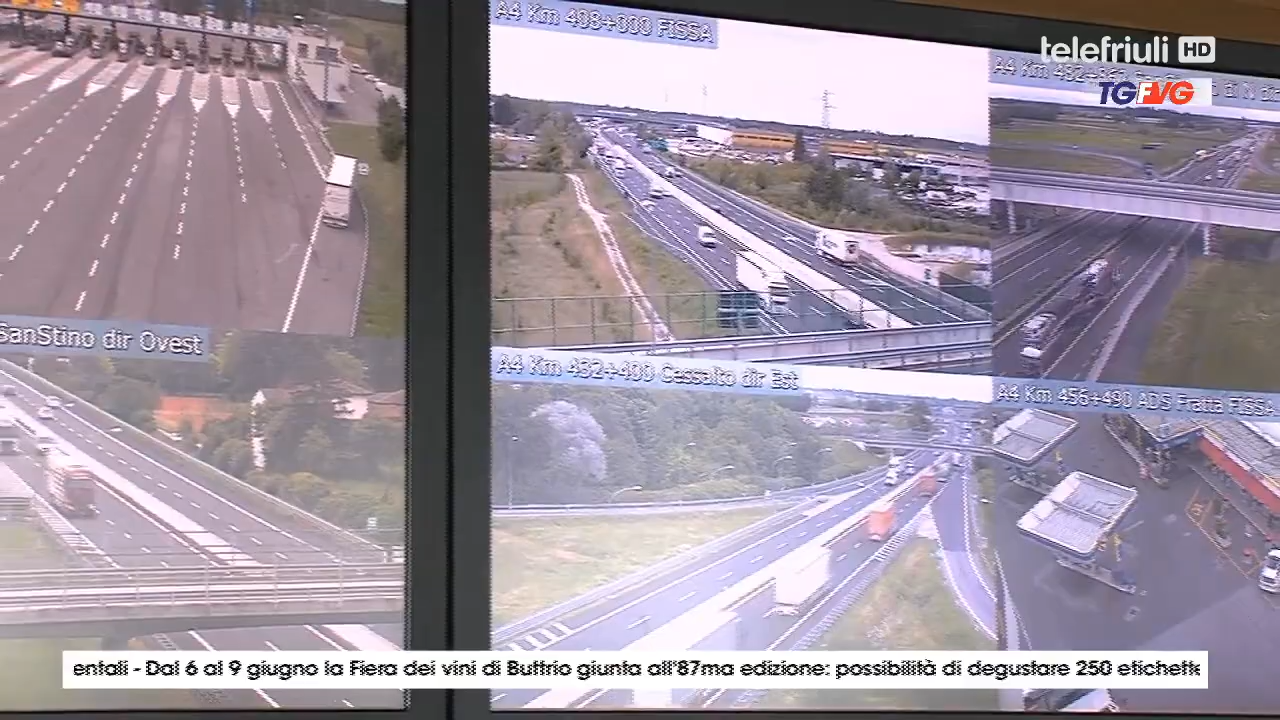 A4 Km 408+000 FISSA
telefriuli HD
TGFVG
SanStino dir Ovest
A4 Km 432+400 Cessalto dir Est
A4 Km 456+490 ADS Fratta FISSA
entali - Dal 6 al 9 giugno la Fiera dei vini di Buttrio giunta all'87ma edizione: possibilità di degustare 250 etichette